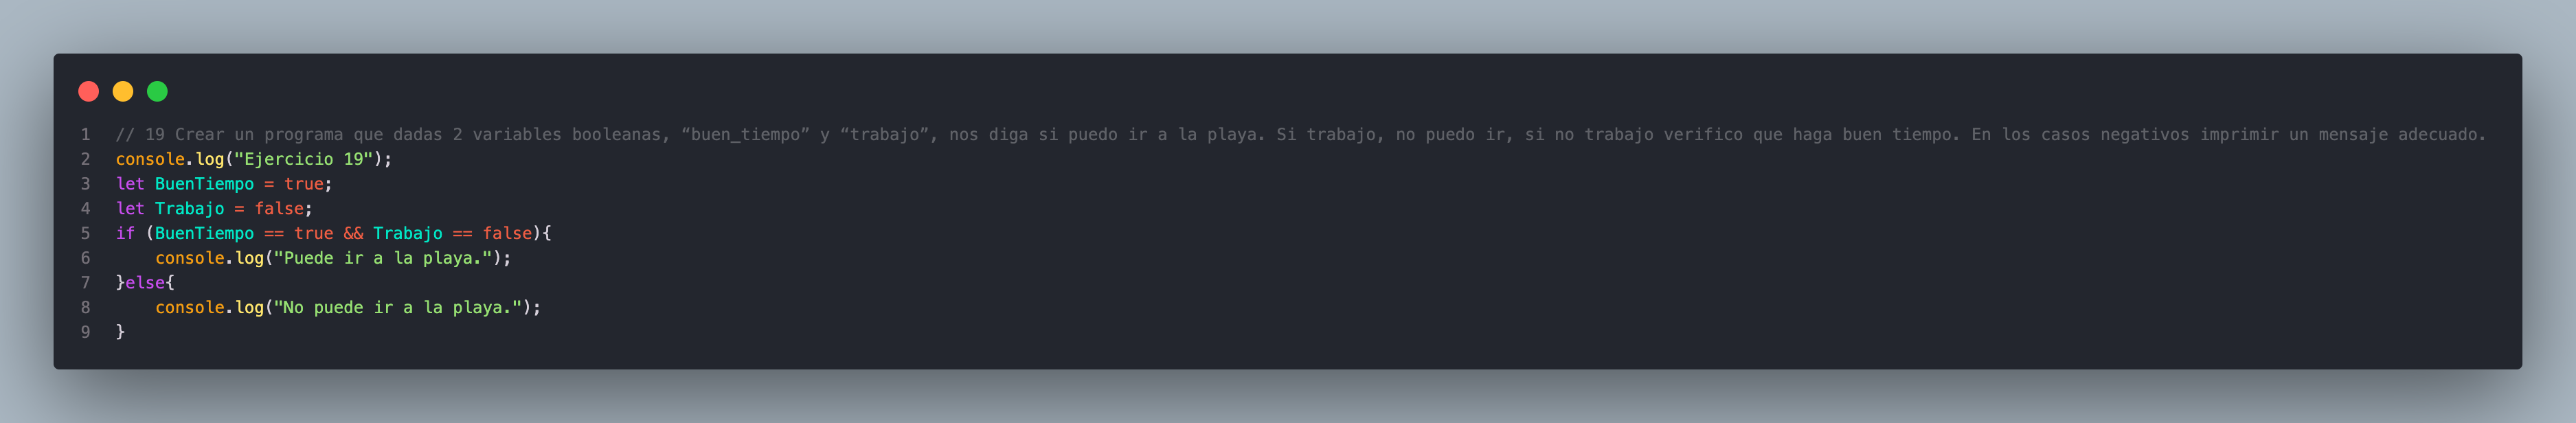 1 // 19 Crear un programa que dadas 2 variables booleanas, “buen_tiempo” y “trabajo”, nos diga si puedo ir a la playa. Si trabajo, no puedo ir, si no trabajo verifico que haga buen tiempo. En los casos negativos imprimir un mensaje adecuado.
2 console.log("Ejercicio 19");
3 let BuenTiempo = true;
4 let Trabajo = false;
5 if (BuenTiempo == true && Trabajo == false){
6     console.log("Puede ir a la playa.");
7 }else{
8     console.log("No puede ir a la playa.");
9 }